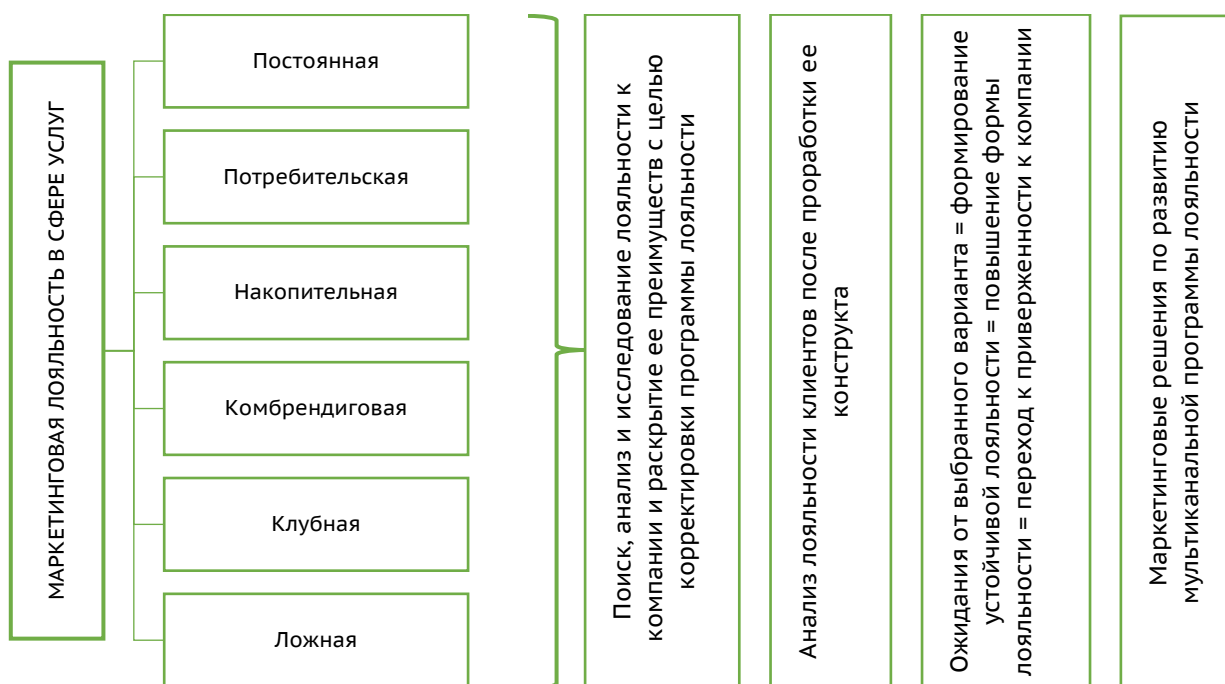 МАРКЕТИНГОВАЯ ЛОЯЛЬНОСТЬ В СФЕРЕ УСЛУГ
Постоянная
Потребительская
Накопительная
Комбрендиговая
Клубная
Ложная
Поиск, анализ и исследование лояльности к
компании и раскрытие ее преимуществ с целью
корректировки программы лояльности
Анализ лояльности клиентов после проработки ее
конструкта
Ожидания от выбранного варианта = формирование
устойчивой лояльности = повышение формы
лояльности = переход к приверженности к компании
Маркетинговые решения по развитию
мультиканальной программы лояльности